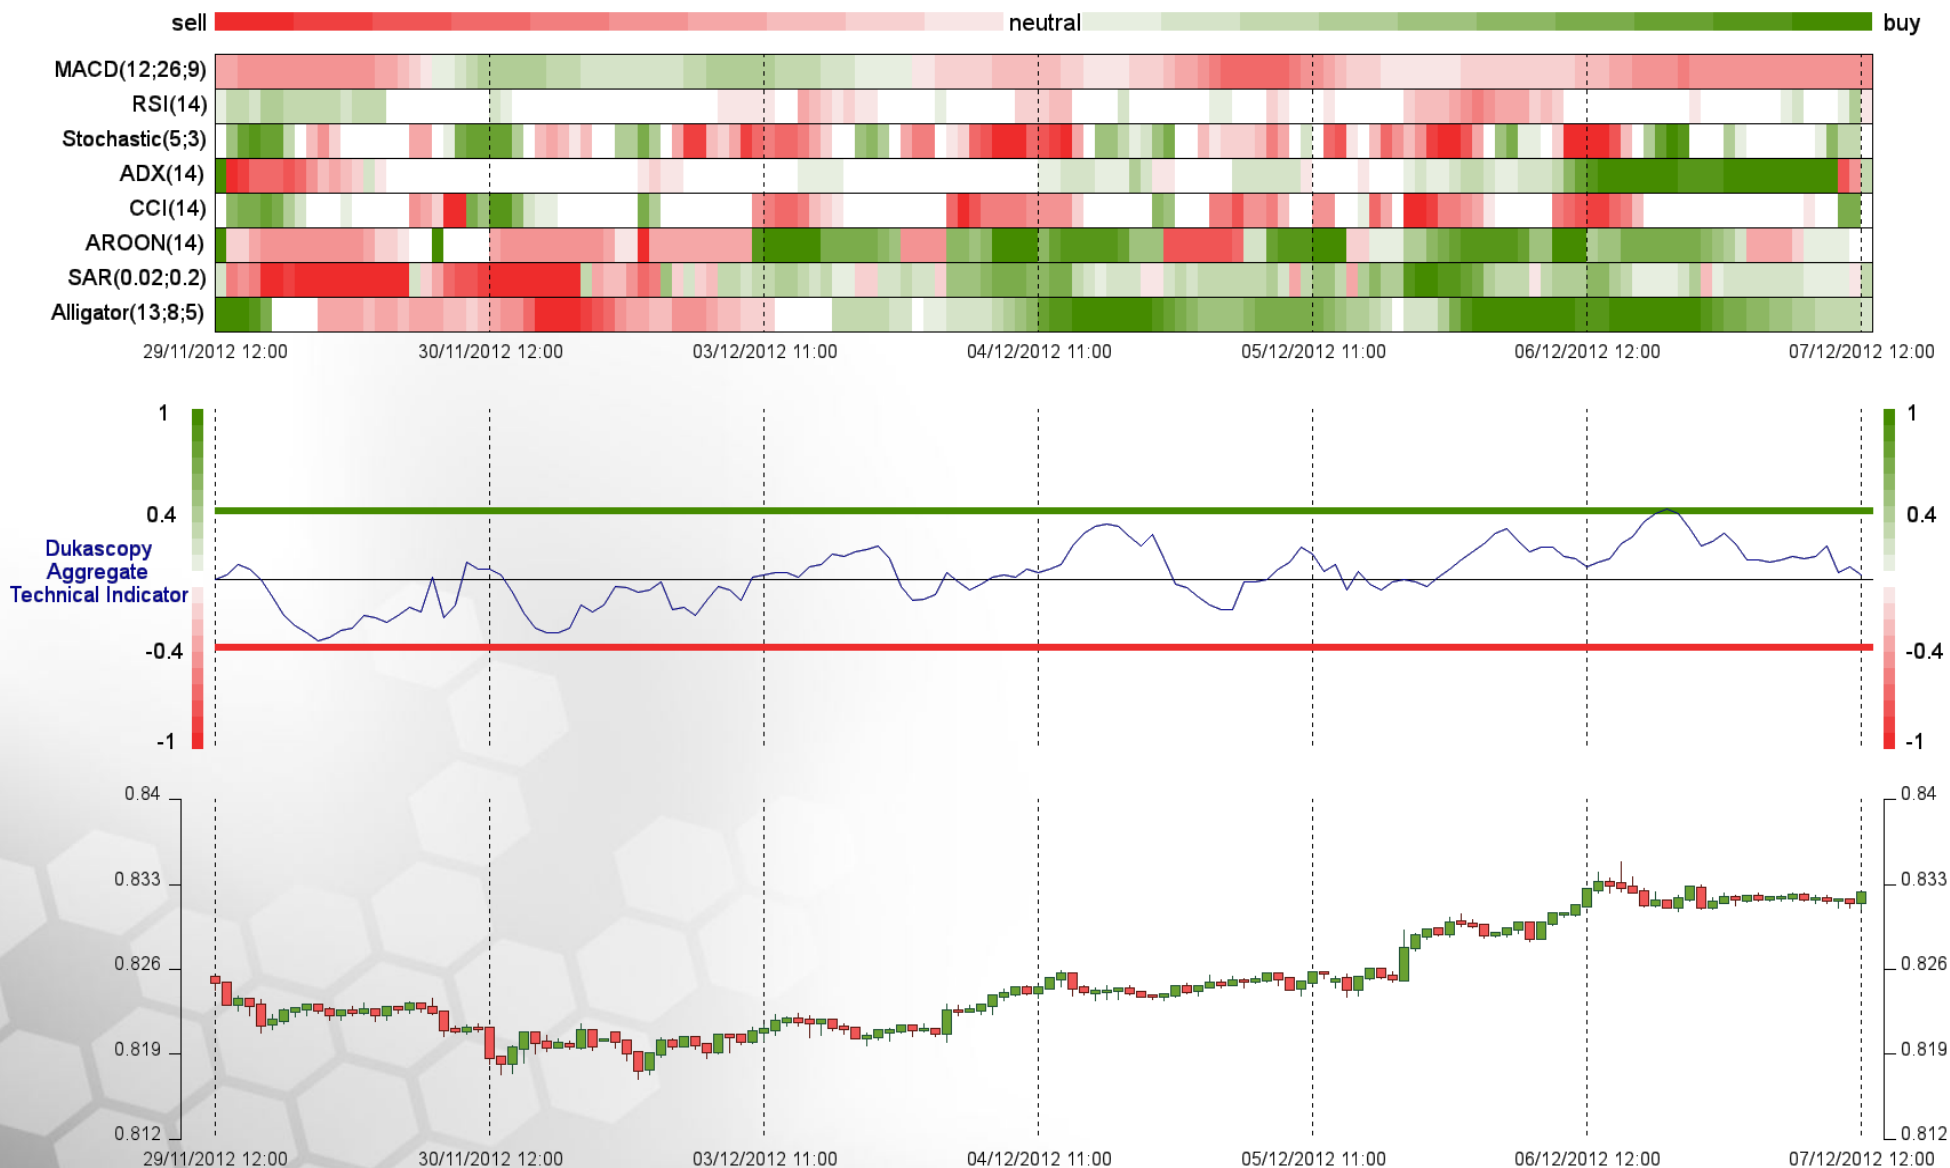 sell neutral buy
MACD(12;26;9)
RSI(14)
Stochastic(5;3)
ADX(14)
CCI(14)
AROON(14)
SAR(0.02;0.2)
Alligator(13;8;5)
29/11/2012 12:00 30/11/2012 12:00 03/12/2012 11:00 04/12/2012 11:00 05/12/2012 11:00 06/12/2012 12:00 07/12/2012 12:00
1 1
0.4 0.4
Dukascopy
Aggregate
Technical Indicator
-0.4 -0.4
-1 -1
0.84 0.84
0.833 0.833
0.826 0.826
0.819 0.819
0.812 0.812
29/11/2012 12:00 30/11/2012 12:00 03/12/2012 11:00 04/12/2012 11:00 05/12/2012 11:00 06/12/2012 12:00 07/12/2012 12:00